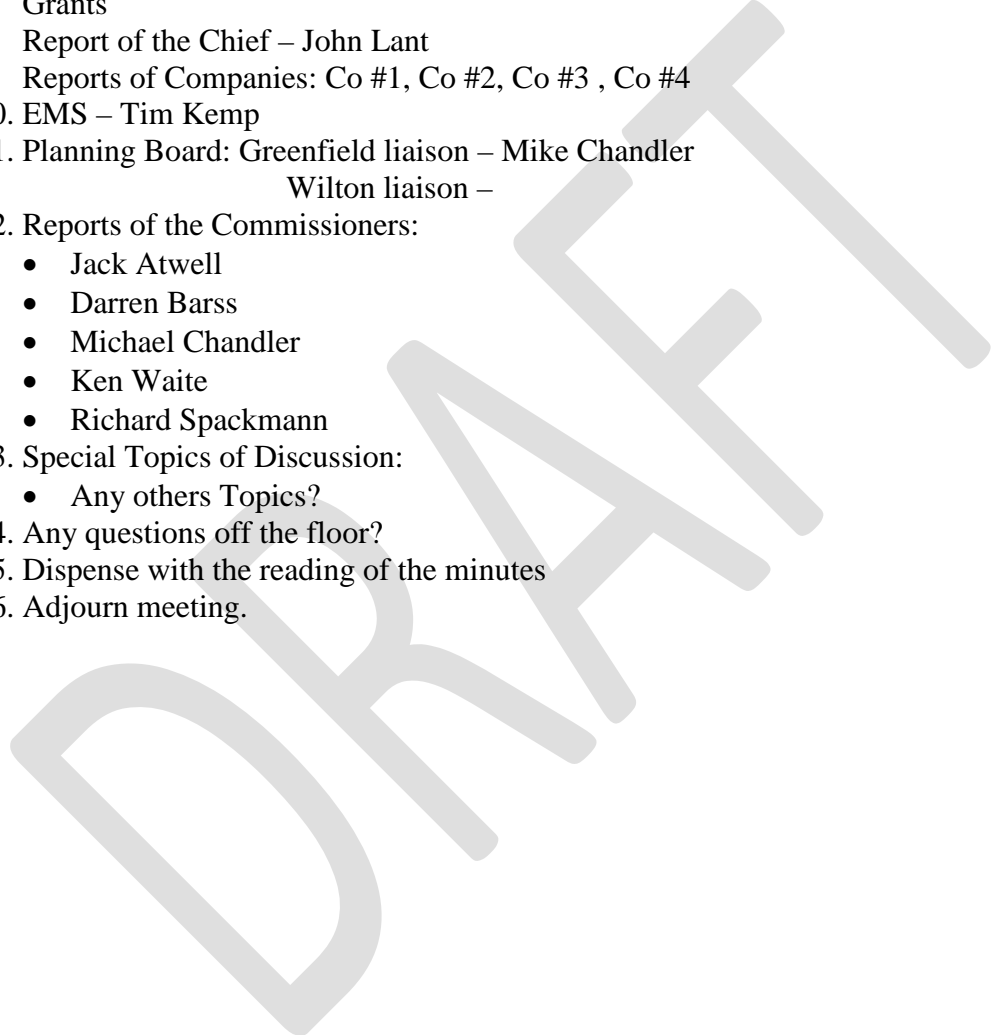 Grants
Report of the Chief – John Lant
Reports of Companies: Co #1, Co #2, Co #3 , Co #4
0. EMS – Tim Kemp
. Planning Board: Greenfield liaison – Mike Chandler
Wilton liaison –
2. Reports of the Commissioners:
• Jack Atwell
• Darren Barss
• Michael Chandler
• Ken Waite
• Richard Spackmann
3. Special Topics of Discussion:
• Any others Topics?
4. Any questions off the floor?
5. Dispense with the reading of the minutes
6. Adjourn meeting.
DRAFT